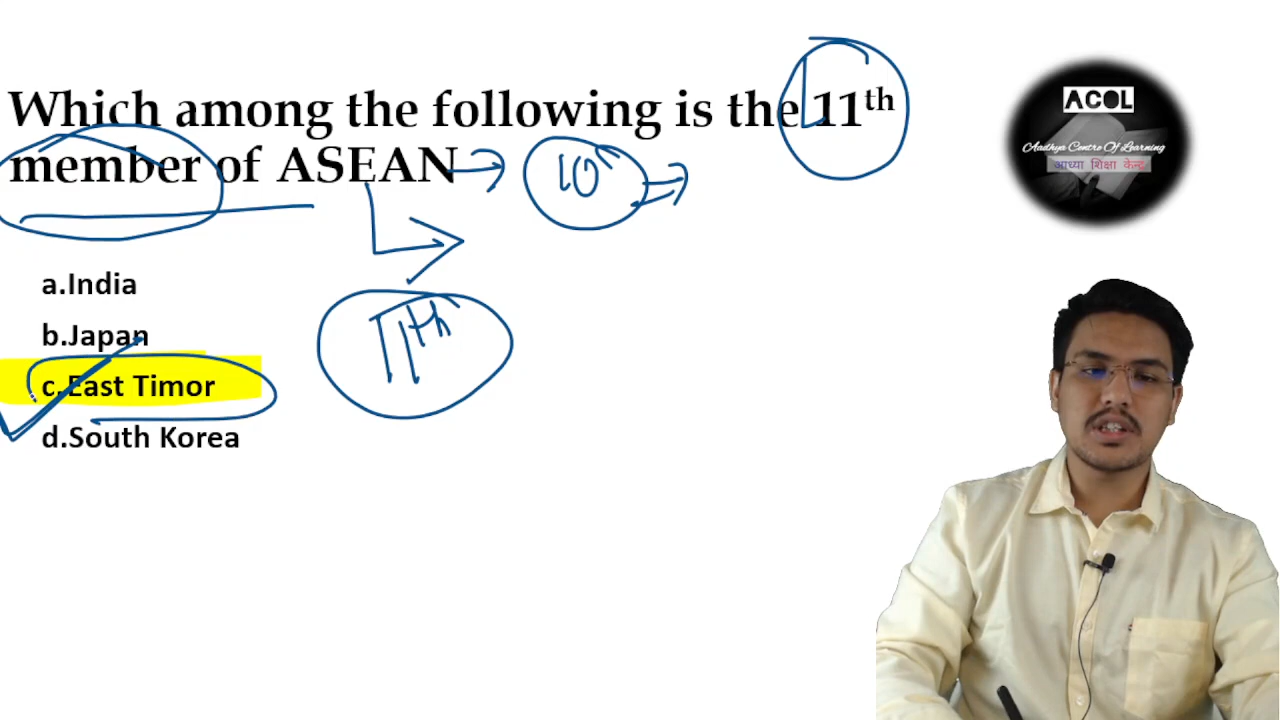 Which among the following is the 11th
member of ASEAN
10
a.India
b.Japan
11th
c.East Timor
d.South Korea
ACOL
Aadhya Centre Of Learning
आध्या शिक्षा केन्द्र